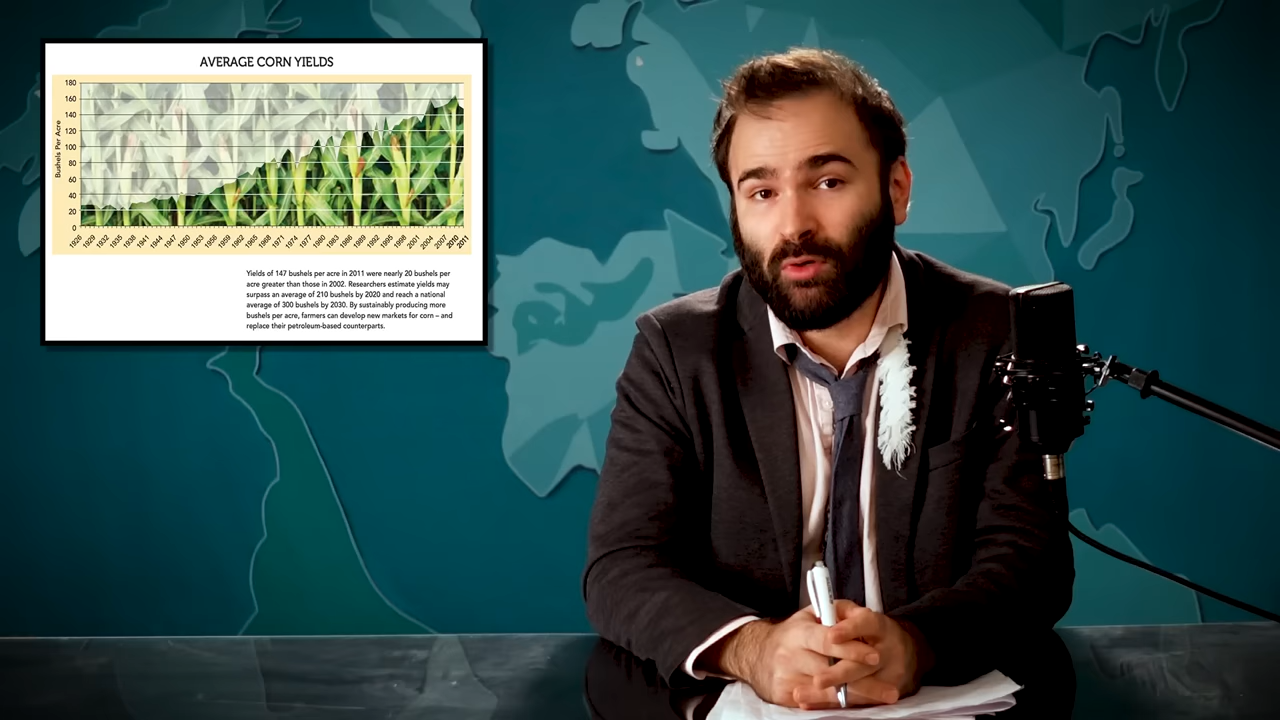 AVERAGE CORN YIELDS
Bushels Per Acre
180
160
140
120
100
80
60
40
20
0
1926 1929 1932 1935 1938 1941 1944 1947 1950 1953 1956 1959 1962 1965 1968 1971 1974 1977 1980 1983 1986 1989 1992 1995 1998 2001 2004 2007 2010 2011
Yields of 147 bushels per acre in 2011 were nearly 20 bushels per
acre greater than those in 2002. Researchers estimate yields may
surpass an average of 210 bushels by 2020 and reach a national
average of 300 bushels by 2030. By sustainably producing more
bushels per acre, farmers can develop new markets for corn – and
replace their petroleum-based counterparts.